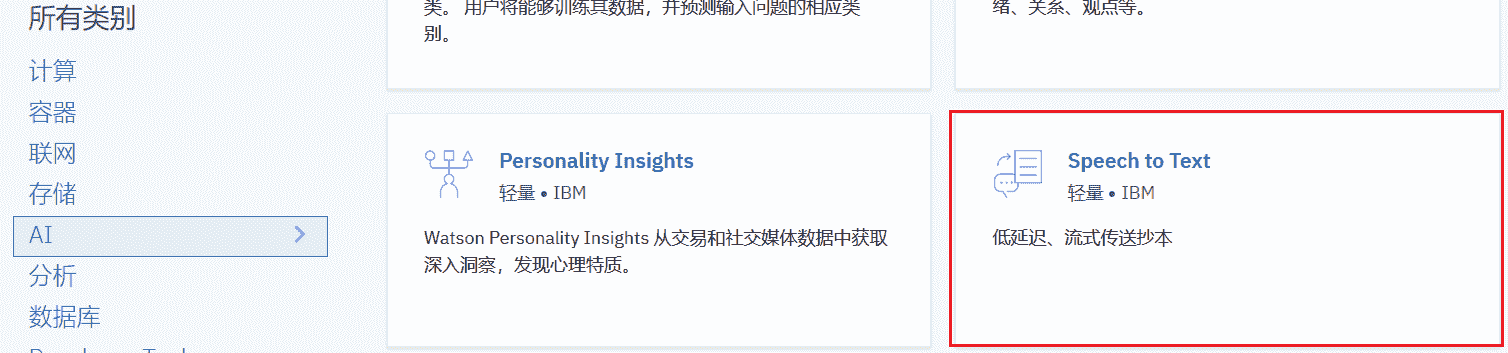 所有类别
计算
容器
联网
存储
AI
分析
数据库
类。 用户将能够训练其数据，并预测输入问题的相应类
别。
绪、关系、观点等。
Personality Insights
轻量 • IBM
Watson Personality Insights 从交易和社交媒体数据中获取
深入洞察，发现心理特质。
Speech to Text
轻量 • IBM
低延迟、流式传送抄本